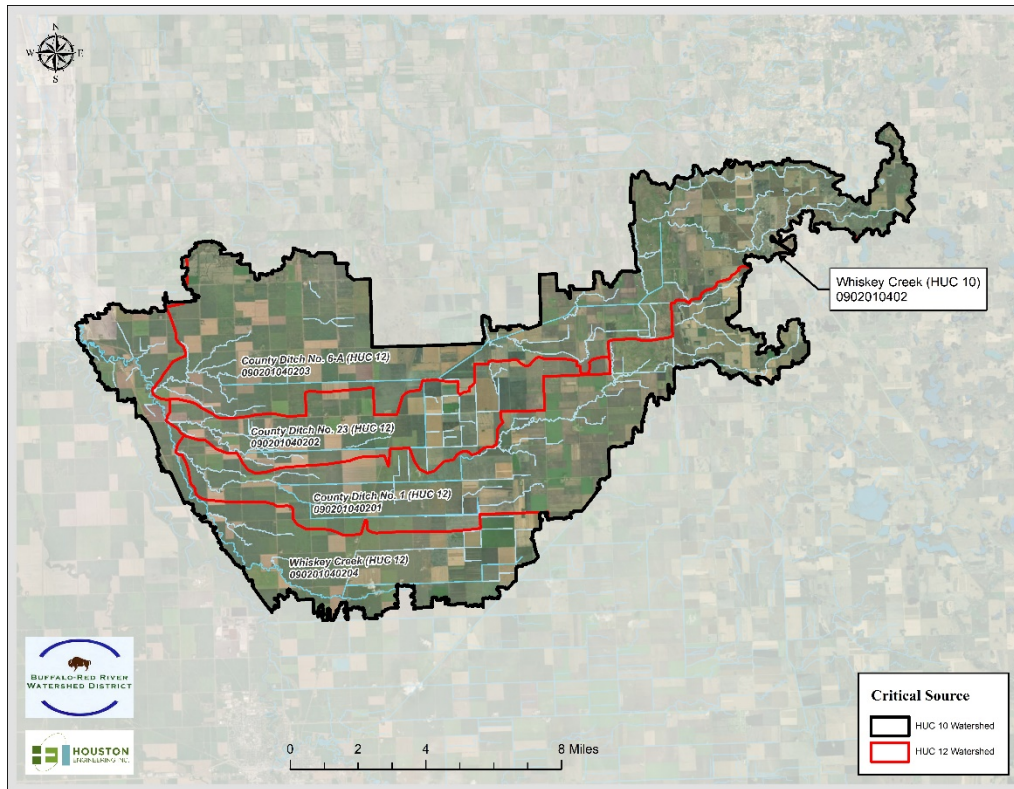 N
W E
S
Whiskey Creek (HUC 10)
0902010402
County Ditch No. 6-A (HUC 12)
090201040203
County Ditch No. 23 (HUC 12)
090201040202
County Ditch No. 1 (HUC 12)
090201040201
Whiskey Creek (HUC 12)
090201040204
BUFFALO-RED RIVER
WATERSHED DISTRICT
HOUSTON
ENGINEERING INC.
0 2 4 8 Miles
Critical Source
HUC 10 Watershed
HUC 12 Watershed